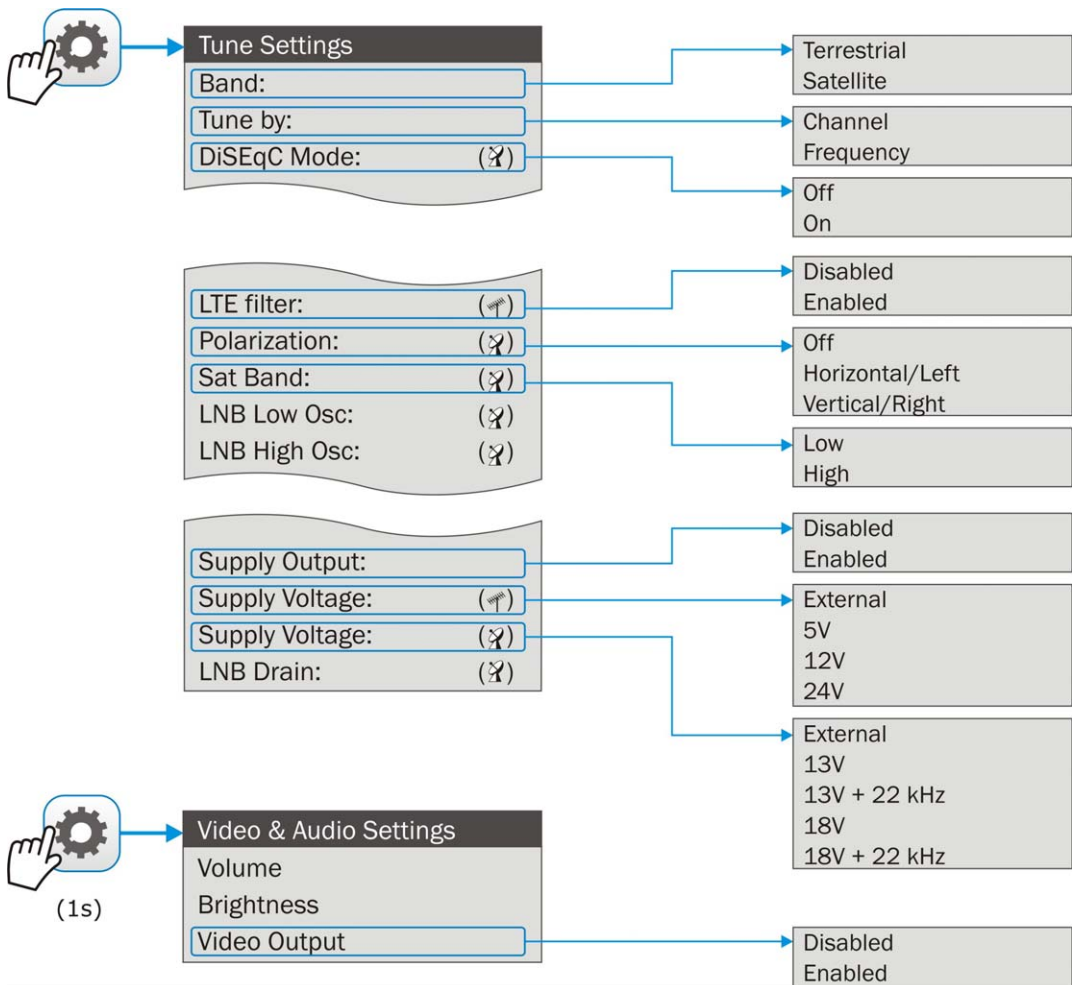 Tune Settings
Band:
Tune by:
DiSEqC Mode: ( )
Terrestrial
Satellite
Channel
Frequency
Off
On
LTE filter: ( )
Polarization: ( )
Sat Band: ( )
LNB Low Osc: ( )
LNB High Osc: ( )
Disabled
Enabled
Off
Horizontal/Left
Vertical/Right
Low
High
Supply Output:
Supply Voltage: ( )
Supply Voltage: ( )
LNB Drain: ( )
Disabled
Enabled
External
5V
12V
24V
External
13V
13V + 22 kHz
18V
18V + 22 kHz
(1s)
Video & Audio Settings
Volume
Brightness
Video Output
Disabled
Enabled